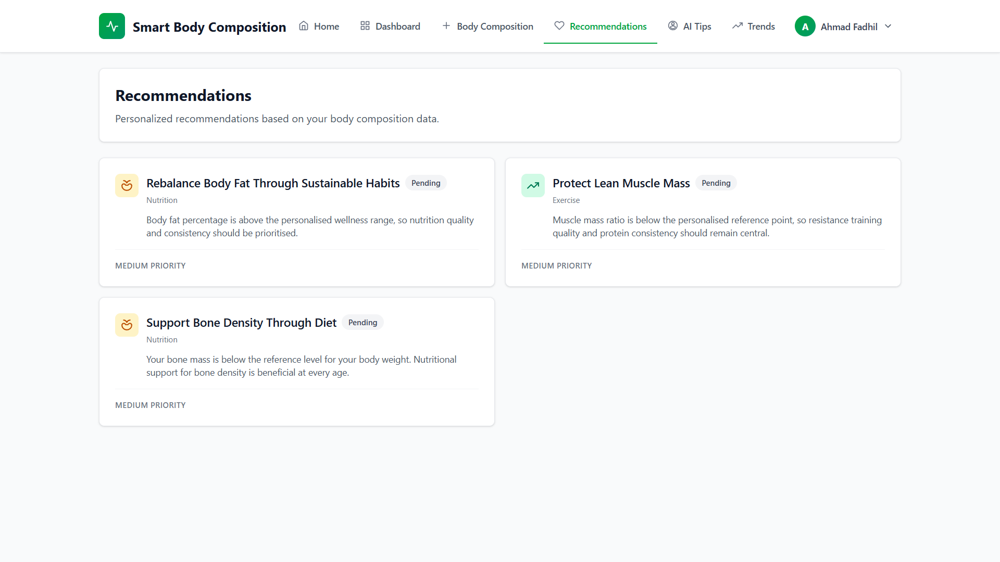 Smart Body Composition
Home
Dashboard
Body Composition
Recommendations
AI Tips
Trends
A
Ahmad Fadhil
Recommendations
Personalized recommendations based on your body composition data.
Rebalance Body Fat Through Sustainable Habits
Pending
Nutrition
Body fat percentage is above the personalised wellness range, so nutrition quality
and consistency should be prioritised.
MEDIUM PRIORITY
Protect Lean Muscle Mass
Pending
Exercise
Muscle mass ratio is below the personalised reference point, so resistance training
quality and protein consistency should remain central.
MEDIUM PRIORITY
Support Bone Density Through Diet
Pending
Nutrition
Your bone mass is below the reference level for your body weight. Nutritional
support for bone density is beneficial at every age.
MEDIUM PRIORITY